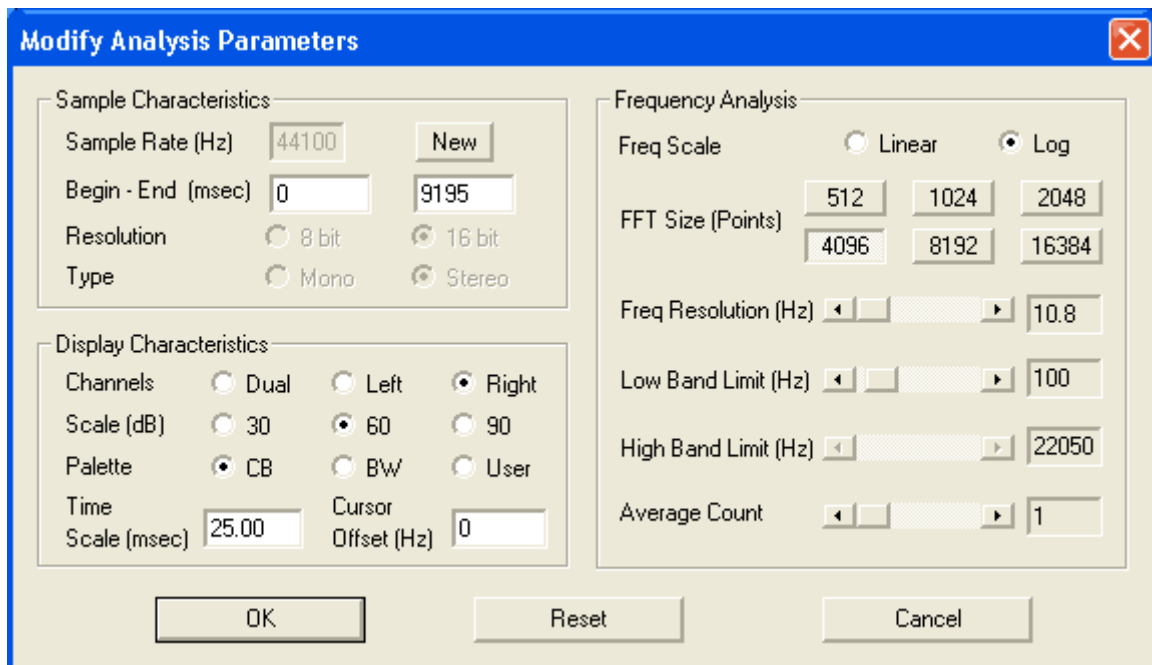 Modify Analysis Parameters
Sample Characteristics
Sample Rate (Hz) 44100 New
Begin - End (msec) 0 9195
Resolution 8 bit 16 bit
Type Mono Stereo
Display Characteristics
Channels Dual Left Right
Scale (dB) 30 60 90
Palette CB BW User
Time Scale (msec) 25.00 Cursor Offset (Hz) 0
Frequency Analysis
Freq Scale Linear Log
FFT Size (Points) 512 1024 2048
4096 8192 16384
Freq Resolution (Hz) 10.8
Low Band Limit (Hz) 100
High Band Limit (Hz) 22050
Average Count 1
OK Reset Cancel